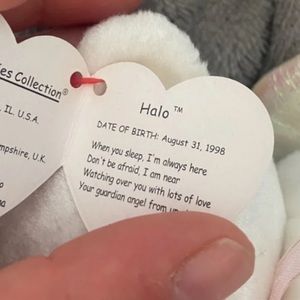 es Collection®
IL U.S.A.
mpshire, U.K.
Halo ™
DATE OF BIRTH: August 31, 1998
When you sleep, I'm always here
Don't be afraid, I am near
Watching over you with lots of love
Your guardian angel from